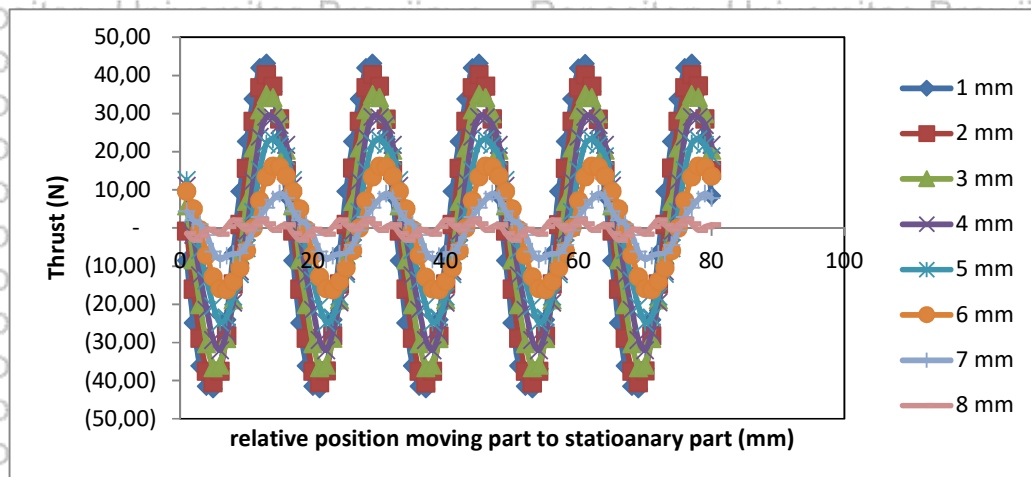 50,00
40,00
30,00
20,00
10,00
-
(10,00)
(20,00)
(30,00)
(40,00)
(50,00)
0
20
40
60
80
100
Thrust (N)
relative position moving part to statioanary part (mm)
1 mm
2 mm
3 mm
4 mm
5 mm
6 mm
7 mm
8 mm